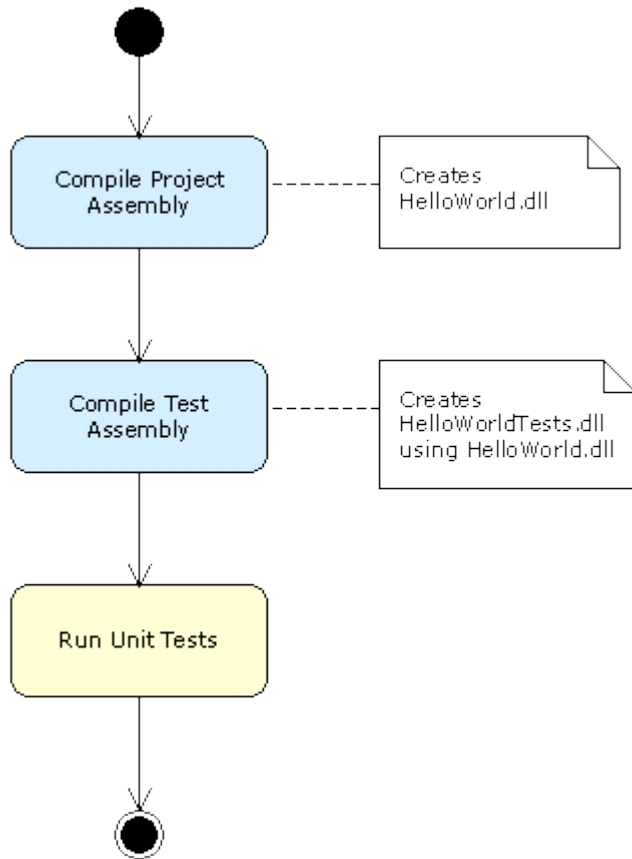 Compile Project
Assembly
Creates
HelloWorld.dll
Compile Test
Assembly
Creates
HelloWorldTests.dll
using HelloWorld.dll
Run Unit Tests